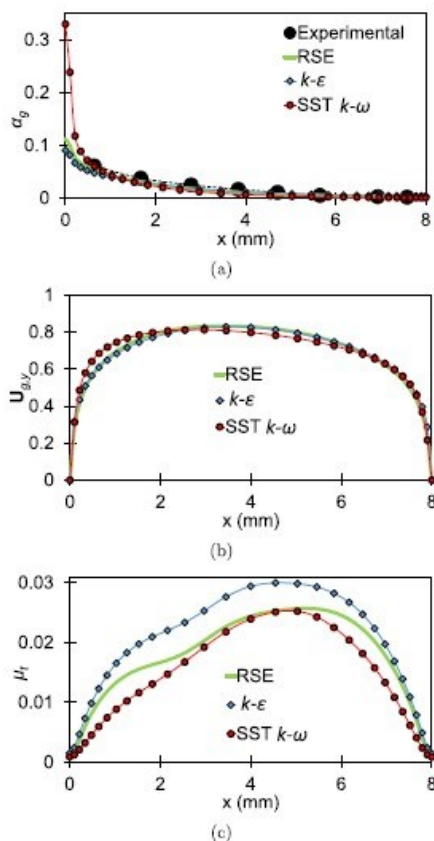 0.3
0.2
0.1
0
α_g
Experimental
RSE
k-ε
SST k-ω
0 2 4 6 8
x (mm)
(a)
1
0.8
0.6
0.4
0.2
0
U_g,y
RSE
k-ε
SST k-ω
0 2 4 6 8
x (mm)
(b)
0.03
0.02
0.01
0
μ_t
RSE
k-ε
SST k-ω
0 2 4 6 8
x (mm)
(c)